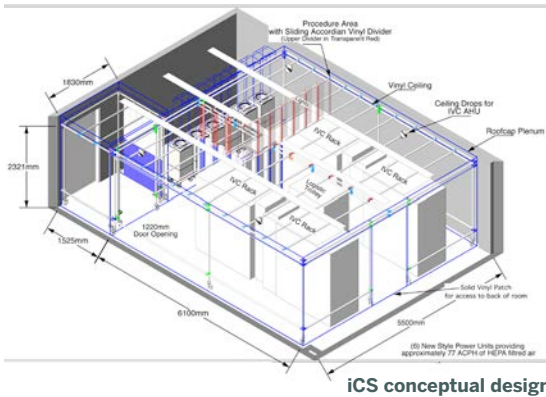 Procedure Area
with Sliding Accordian Vinyl Divider
(Upper Divider in Transparent Red)
Vinyl Ceiling
Ceiling Drops for
IVC AHU
Roofcap Plenum
1830mm
2321mm
IVC Rack
IVC Rack
IVC Rack
IVC Rack
Logistic
Trolley
1220mm
Door Opening
1525mm
6100mm
5500mm
Solid Vinyl Patch
for access to back of room
(6) New Style Power Units providing
approximately 77 ACPH of HEPA filtred air
iCS conceptual design